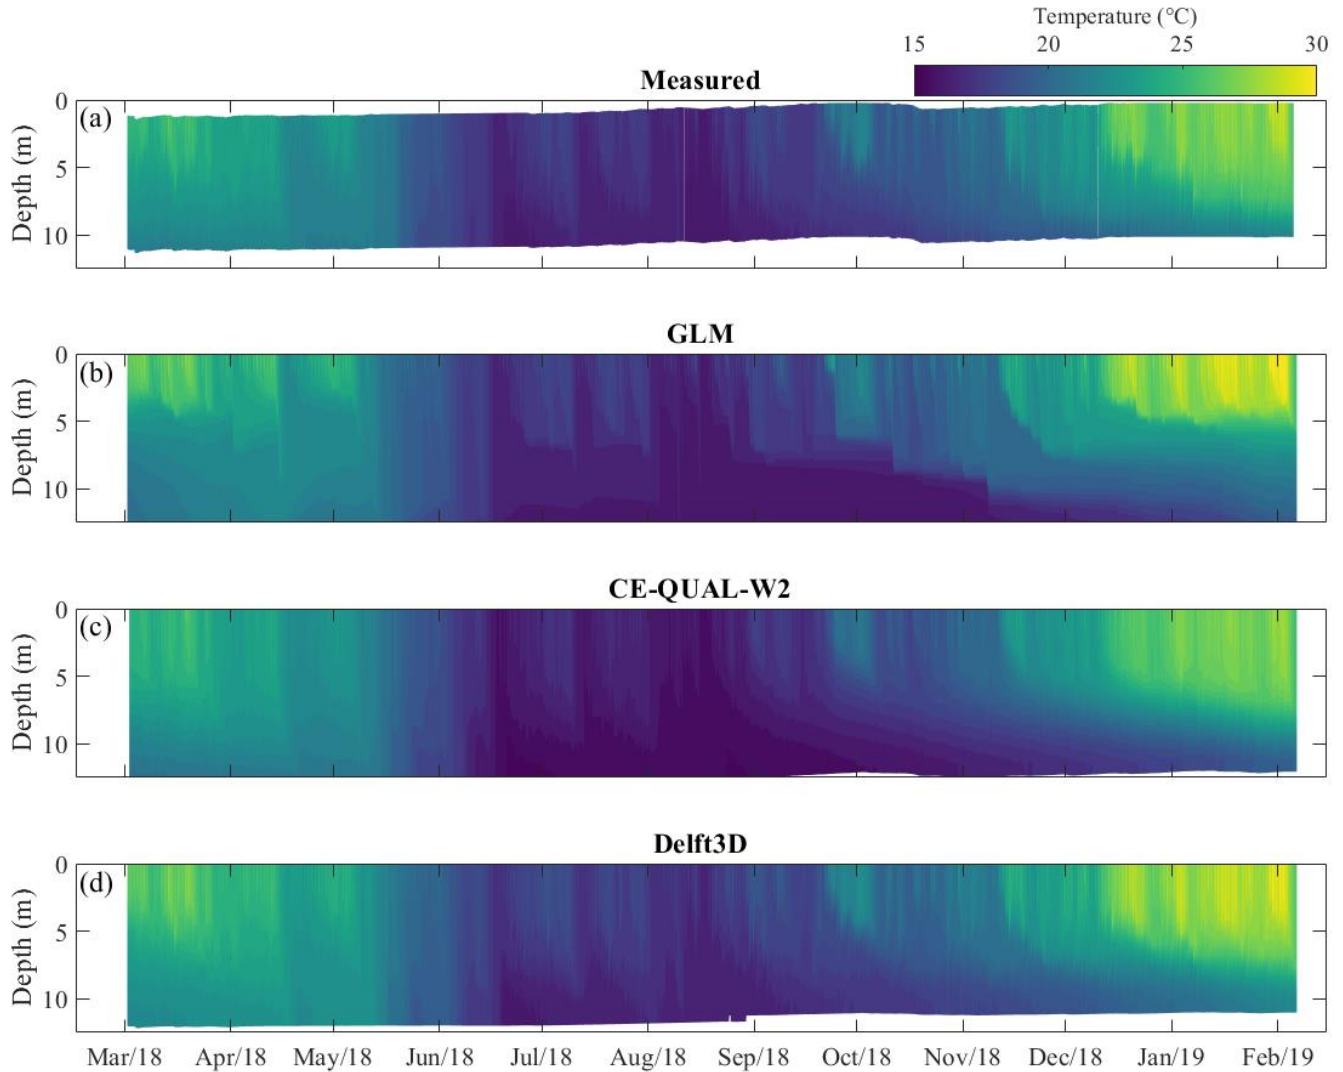 Temperature (°C)
15 20 25 30
Measured
(a)
0
5
10
Depth (m)
GLM
(b)
0
5
10
Depth (m)
CE-QUAL-W2
(c)
0
5
10
Depth (m)
Delft3D
(d)
0
5
10
Depth (m)
Mar/18 Apr/18 May/18 Jun/18 Jul/18 Aug/18 Sep/18 Oct/18 Nov/18 Dec/18 Jan/19 Feb/19